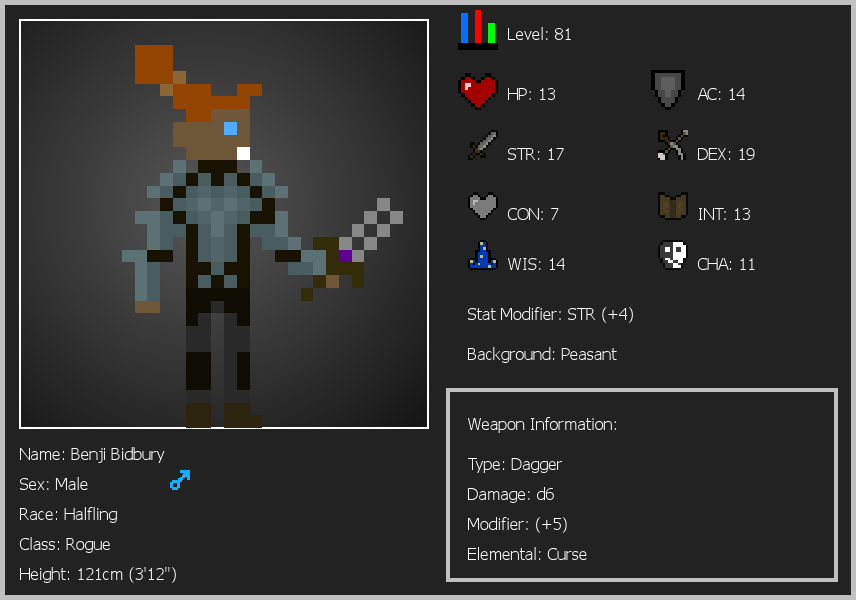 Level: 81
HP: 13
AC: 14
STR: 17
DEX: 19
CON: 7
INT: 13
WIS: 14
CHA: 11
Stat Modifier: STR (+4)
Background: Peasant
Weapon Information:
Type: Dagger
Damage: d6
Modifier: (+5)
Elemental: Curse
Name: Benji Bidbury
Sex: Male
Race: Halfling
Class: Rogue
Height: 121cm (3'12")